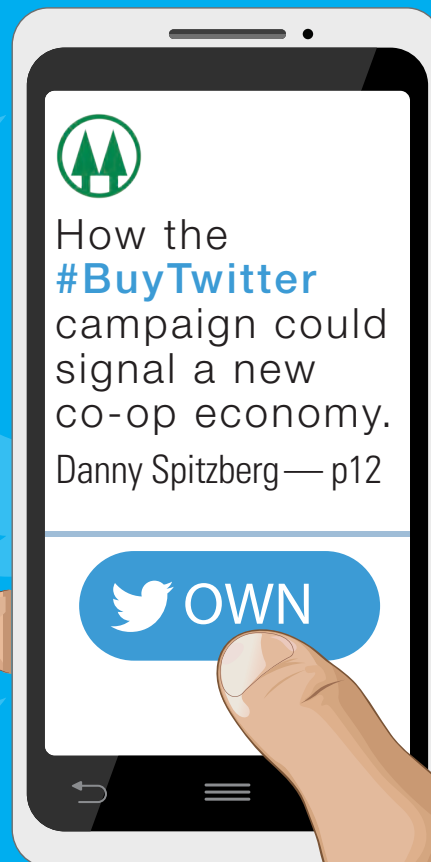 How the
#BuyTwitter
campaign could
signal a new
co-op economy.
Danny Spitzberg — p12
OWN